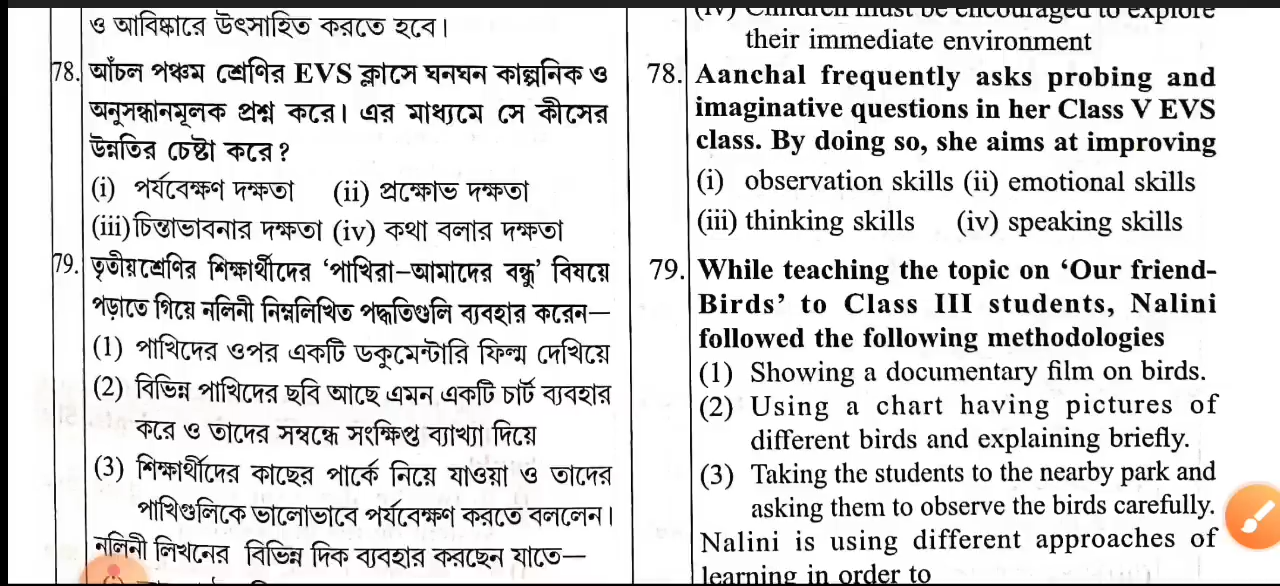 ও আবিষ্কারে উৎসাহিত করতে হবে।
78. আঁচল পঞ্চম শ্রেণির EVS ক্লাসে ঘনঘন কাল্পনিক ও
অনুসন্ধানমূলক প্রশ্ন করে। এর মাধ্যমে সে কীসের
উন্নতির চেষ্টা করে?
(i) পর্যবেক্ষণ দক্ষতা (ii) প্রক্ষোভ দক্ষতা
(iii) চিন্তাভাবনার দক্ষতা (iv) কথা বলার দক্ষতা
79. তৃতীয়শ্রেণির শিক্ষার্থীদের ‘পাখিরা–আমাদের বন্ধু’ বিষয়ে
পড়াতে গিয়ে নলিনী নিম্নলিখিত পদ্ধতিগুলি ব্যবহার করেন—
(1) পাখিদের ওপর একটি ডকুমেন্টারি ফিল্ম দেখিয়ে
(2) বিভিন্ন পাখিদের ছবি আছে এমন একটি চার্ট ব্যবহার
করে ও তাদের সম্বন্ধে সংক্ষিপ্ত ব্যাখ্যা দিয়ে
(3) শিক্ষার্থীদের কাছের পার্কে নিয়ে যাওয়া ও তাদের
পাখিগুলিকে ভালোভাবে পর্যবেক্ষণ করতে বললেন।
নলিনী লিখনের বিভিন্ন দিক ব্যবহার করছেন যাতে—
(iv) Children must be encouraged to explore
their immediate environment
78. Aanchal frequently asks probing and
imaginative questions in her Class V EVS
class. By doing so, she aims at improving
(i) observation skills (ii) emotional skills
(iii) thinking skills (iv) speaking skills
79. While teaching the topic on ‘Our friend-
Birds’ to Class III students, Nalini
followed the following methodologies
(1) Showing a documentary film on birds.
(2) Using a chart having pictures of
different birds and explaining briefly.
(3) Taking the students to the nearby park and
asking them to observe the birds carefully.
Nalini is using different approaches of
learning in order to